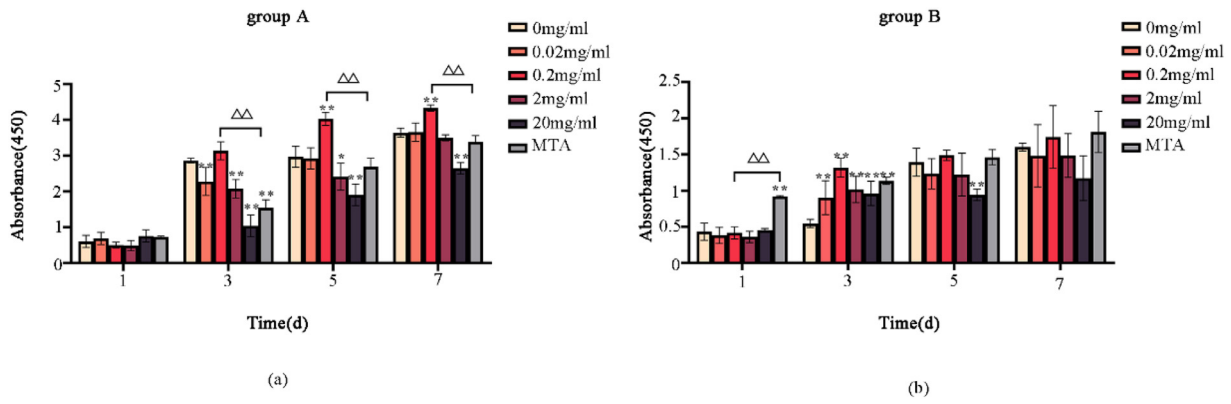 group A
0mg/ml
0.02mg/ml
0.2mg/ml
2mg/ml
20mg/ml
MTA
Absorbance(450)
5
4
3
2
1
0
△△
△△
△△
**
**
**
**
**
*
**
**
**
1
3
5
7
Time(d)
(a)
group B
0mg/ml
0.02mg/ml
0.2mg/ml
2mg/ml
20mg/ml
MTA
Absorbance(450)
2.5
2
1.5
1
0.5
0
△△
**
**
**
**
**
**
**
1
3
5
7
Time(d)
(b)